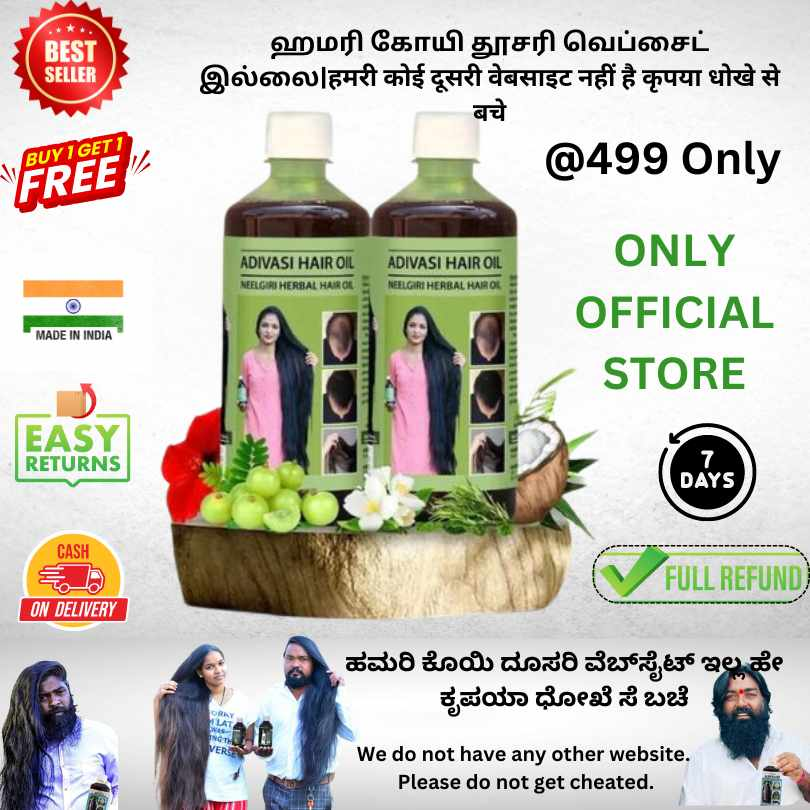 BEST
SELLER
ஹமரி கோயி தூசரி வெப்சைட்
இல்லை|हमरी कोई दूसरी वेबसाइट नहीं है कृपया धोखे से
बचे
BUY 1 GET 1
FREE
@499 Only
ADIVASI HAIR OIL
NEELGIRI HERBAL HAIR OIL
ADIVASI HAIR OIL
NEELGIRI HERBAL HAIR OIL
ONLY
OFFICIAL
STORE
MADE IN INDIA
EASY
RETURNS
7
DAYS
CASH
ON DELIVERY
FULL REFUND
ಹಮರಿ ಕೊಯಿ ದೂಸರಿ ವೆಬ್‌ಸೈಟ್ ಇಲ್ಲ ಹೇ
ಕೃಪಯಾ ಧೋಖೆ ಸೆ ಬಚೆ
We do not have any other website.
Please do not get cheated.